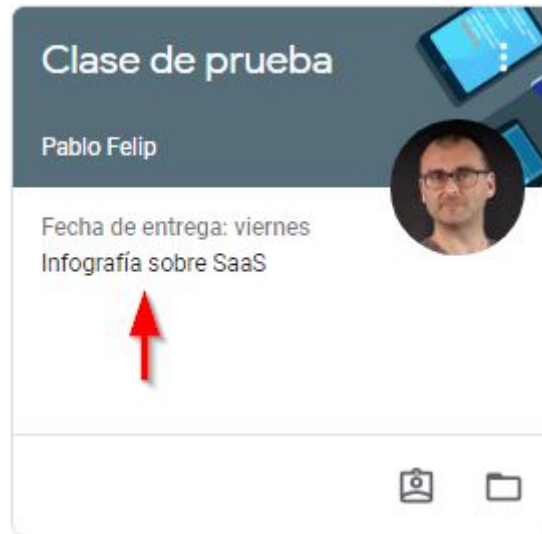 Clase de prueba
Pablo Felip
Fecha de entrega: viernes
Infografía sobre SaaS